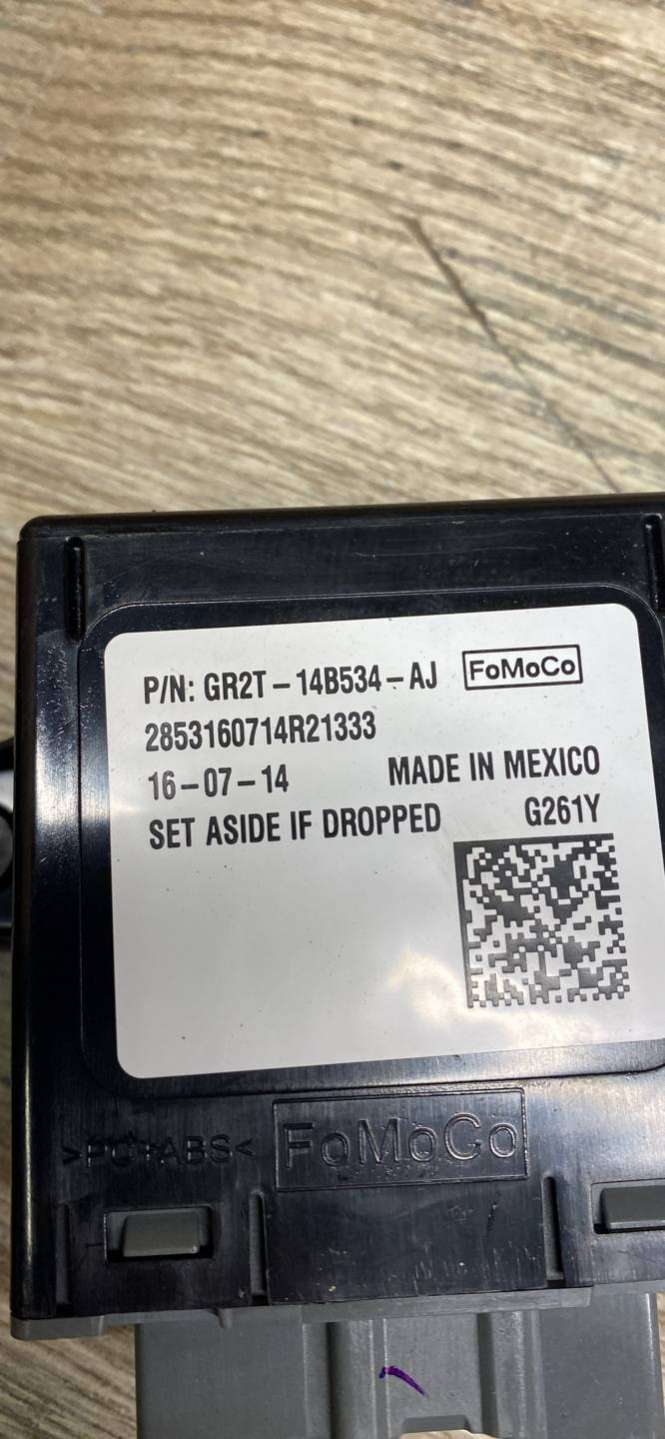 P/N: GR2T-14B534-AJ FoMoCo
2853160714R21333
16-07-14 MADE IN MEXICO
SET ASIDE IF DROPPED G261Y
>PC+ABS< FoMoCo